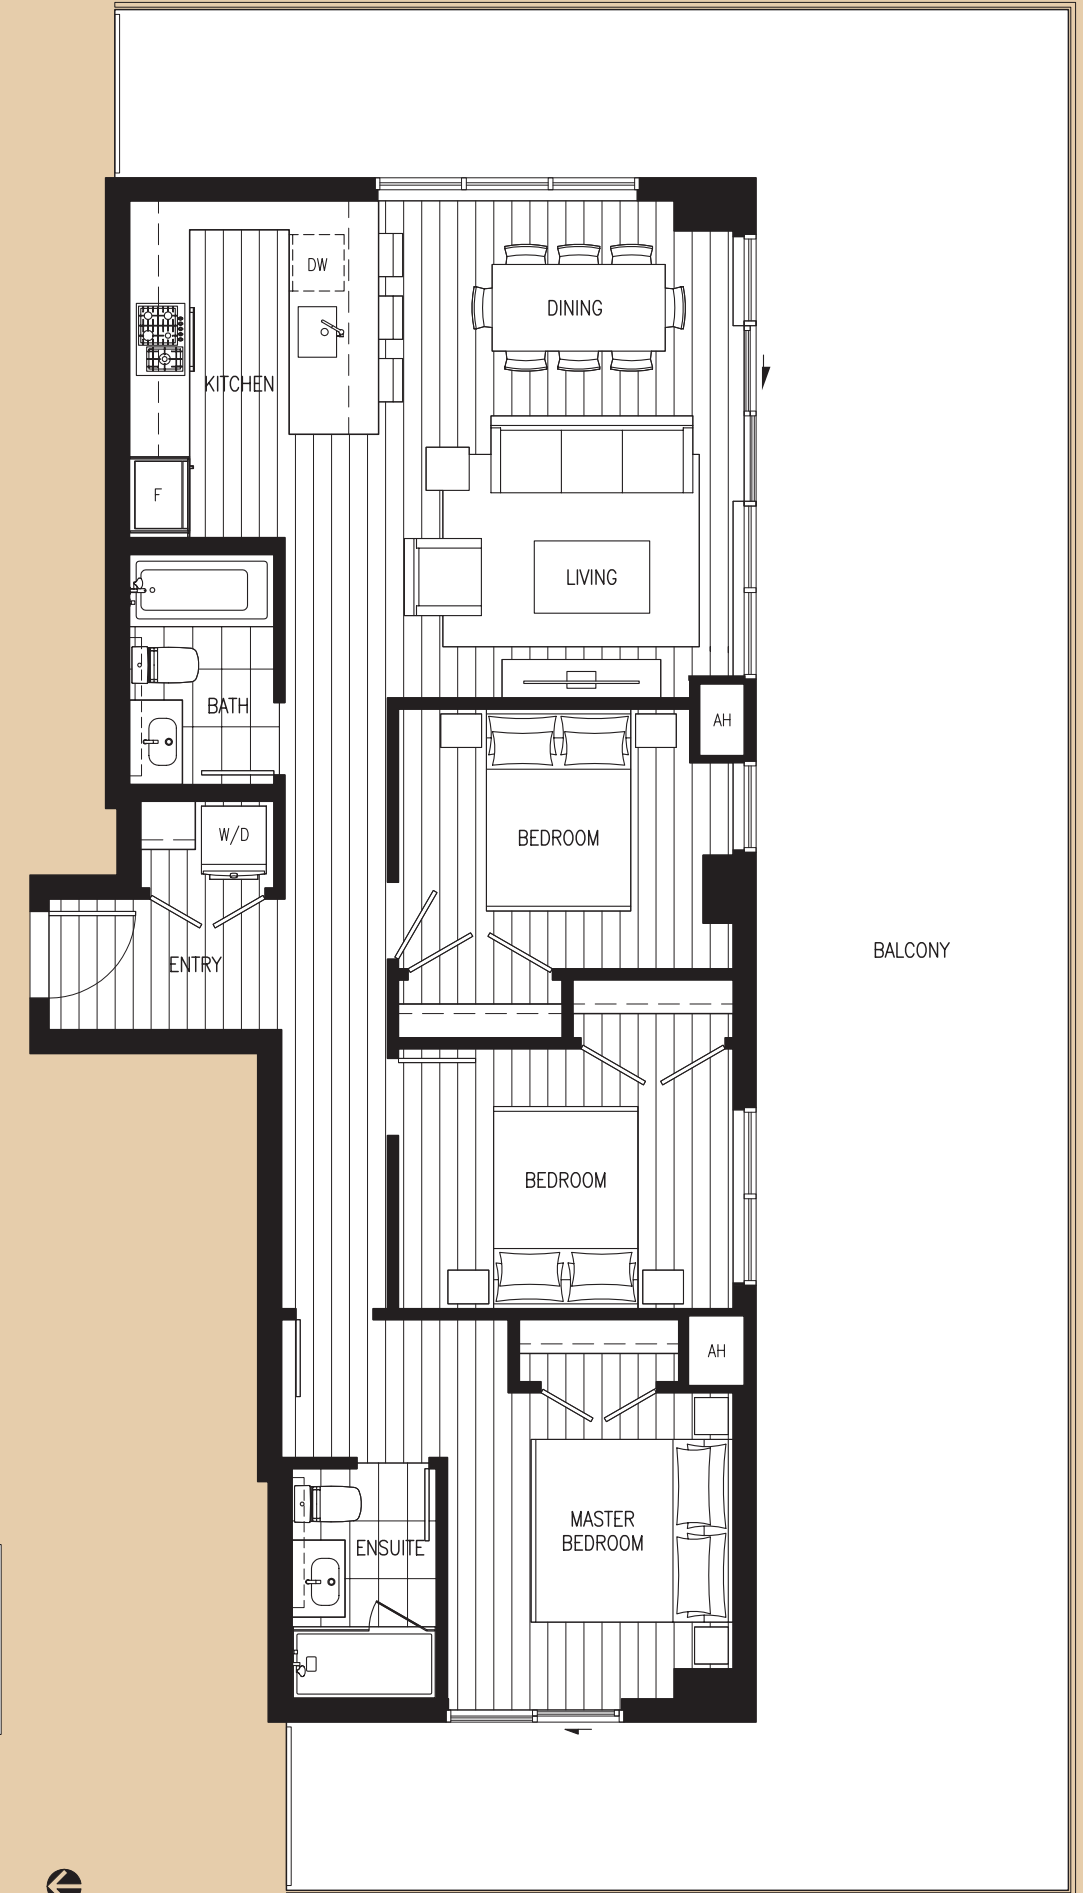 DW
DINING
KITCHEN
F
LIVING
BATH
AH
W/D
BEDROOM
BALCONY
ENTRY
BEDROOM
AH
MASTER
BEDROOM
ENSUITE